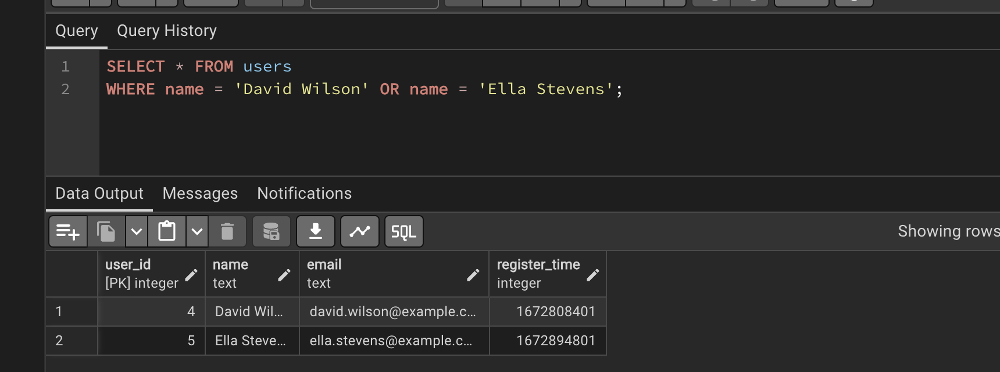 Query Query History
1 SELECT * FROM users
2 WHERE name = 'David Wilson' OR name = 'Ella Stevens';
Data Output Messages Notifications
SQL Showing rows
user_id name email register_time
[PK] integer text text integer
1 4 David Wil... david.wilson@example.c... 1672808401
2 5 Ella Steve... ella.stevens@example.c... 1672894801